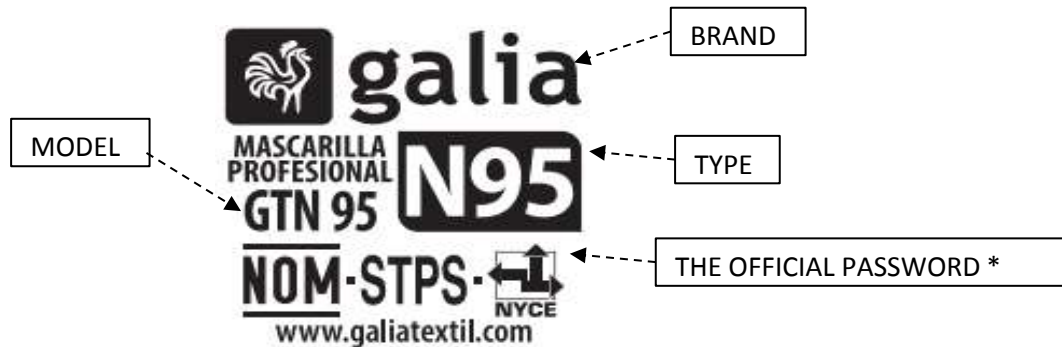 BRAND
galia
MODEL
MASCARILLA
PROFESIONAL
GTN 95
N95
TYPE
NOM-STPS-
NYCE
THE OFFICIAL PASSWORD *
www.galiatextil.com